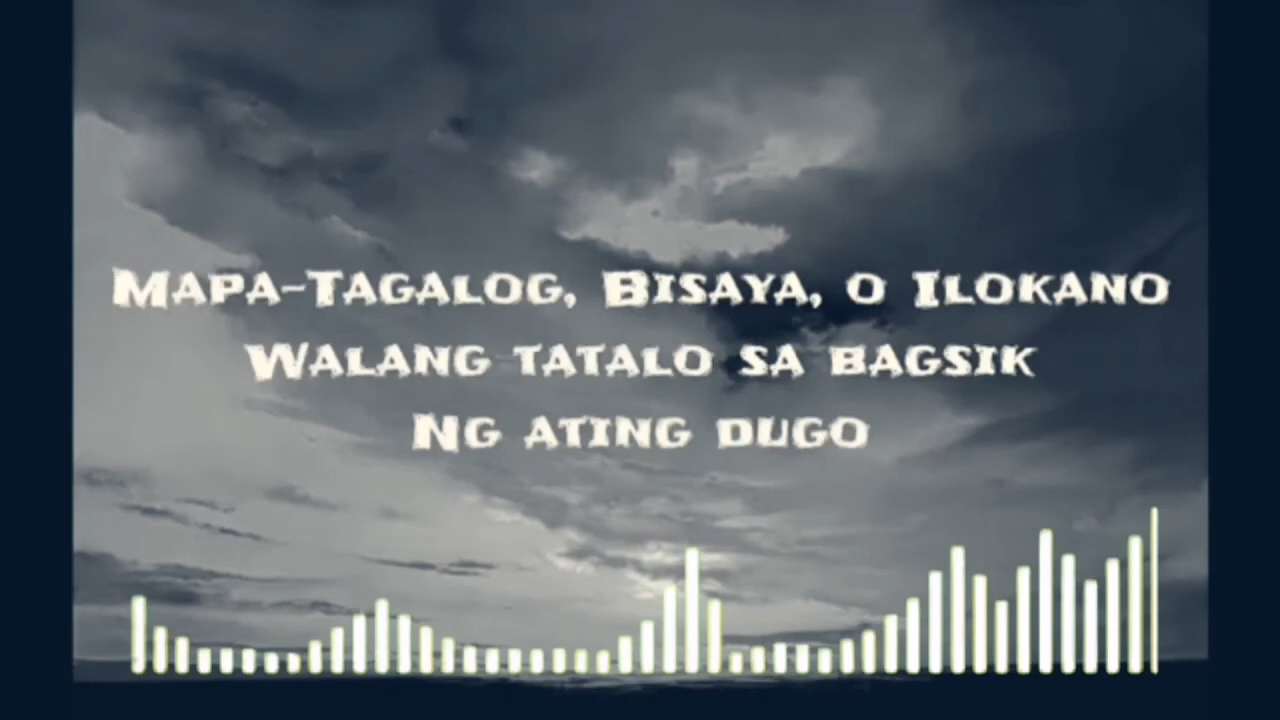 Mapa-Tagalog, Bisaya, o Ilokano
Walang tatalo sa bagsik
Ng ating dugo